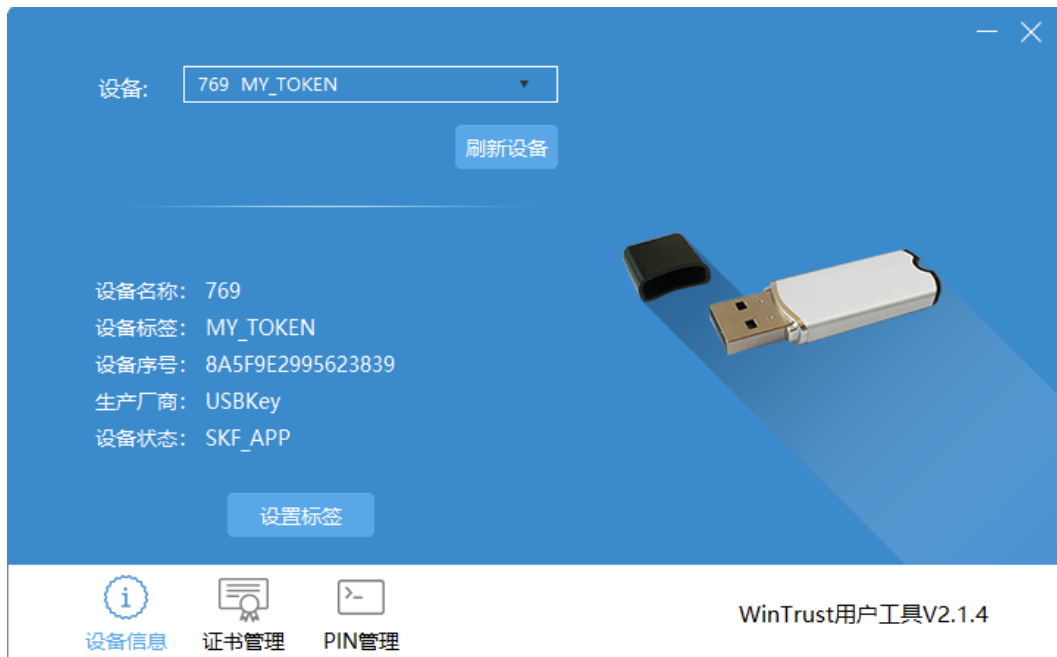 设备: 769 MY_TOKEN
刷新设备
设备名称: 769
设备标签: MY_TOKEN
设备序号: 8A5F9E2995623839
生产厂商: USBKey
设备状态: SKF_APP
设置标签
设备信息 证书管理 PIN管理
WinTrust用户工具V2.1.4